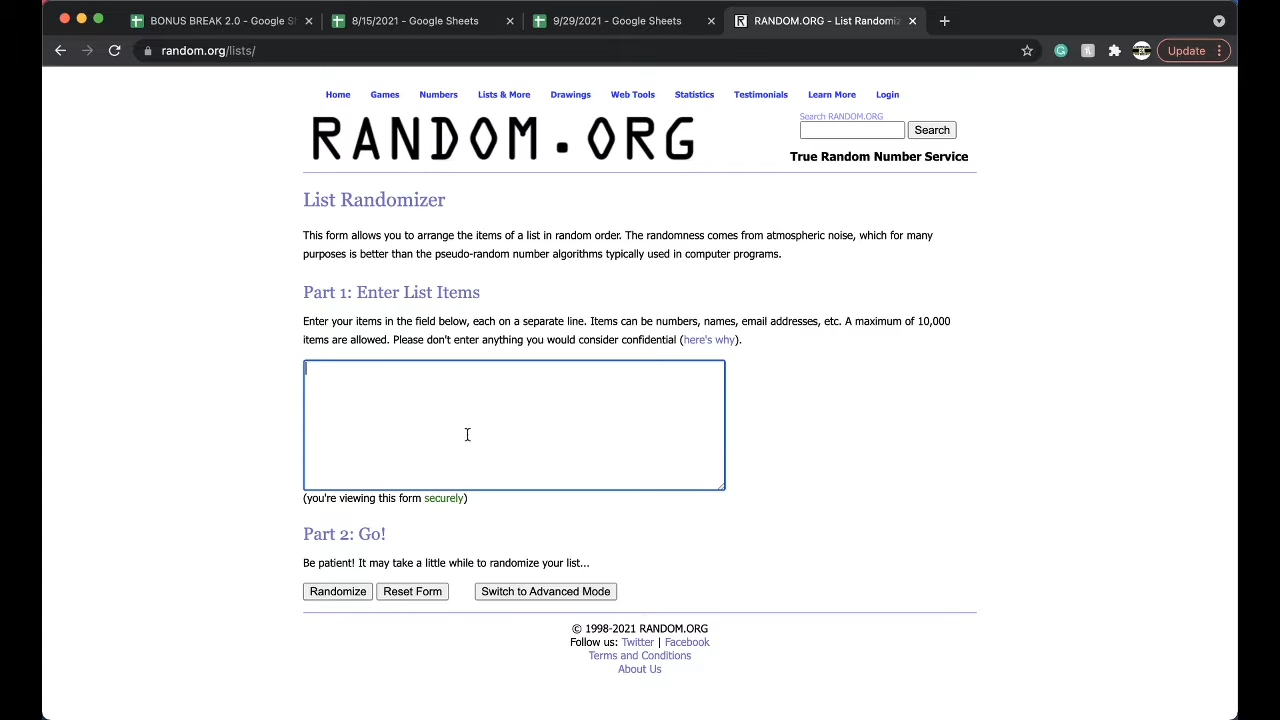 BONUS BREAK 2.0 - Google Sh
8/15/2021 - Google Sheets
9/29/2021 - Google Sheets
RANDOM.ORG - List Randomiz
random.org/lists/
Update
Home Games Numbers Lists & More Drawings Web Tools Statistics Testimonials Learn More Login
RANDOM.ORG
Search RANDOM.ORG
Search
True Random Number Service
List Randomizer
This form allows you to arrange the items of a list in random order. The randomness comes from atmospheric noise, which for many
purposes is better than the pseudo-random number algorithms typically used in computer programs.
Part 1: Enter List Items
Enter your items in the field below, each on a separate line. Items can be numbers, names, email addresses, etc. A maximum of 10,000
items are allowed. Please don't enter anything you would consider confidential (here's why).
(you're viewing this form securely)
Part 2: Go!
Be patient! It may take a little while to randomize your list...
Randomize Reset Form Switch to Advanced Mode
© 1998-2021 RANDOM.ORG
Follow us: Twitter | Facebook
Terms and Conditions
About Us